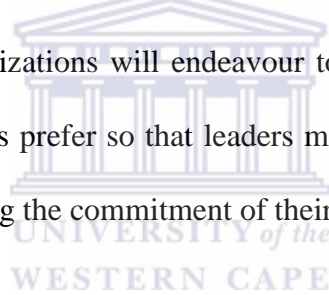 izations will endeavour to
s prefer so that leaders m
g the commitment of their
UNIVERSITY of the
WESTERN CAPE